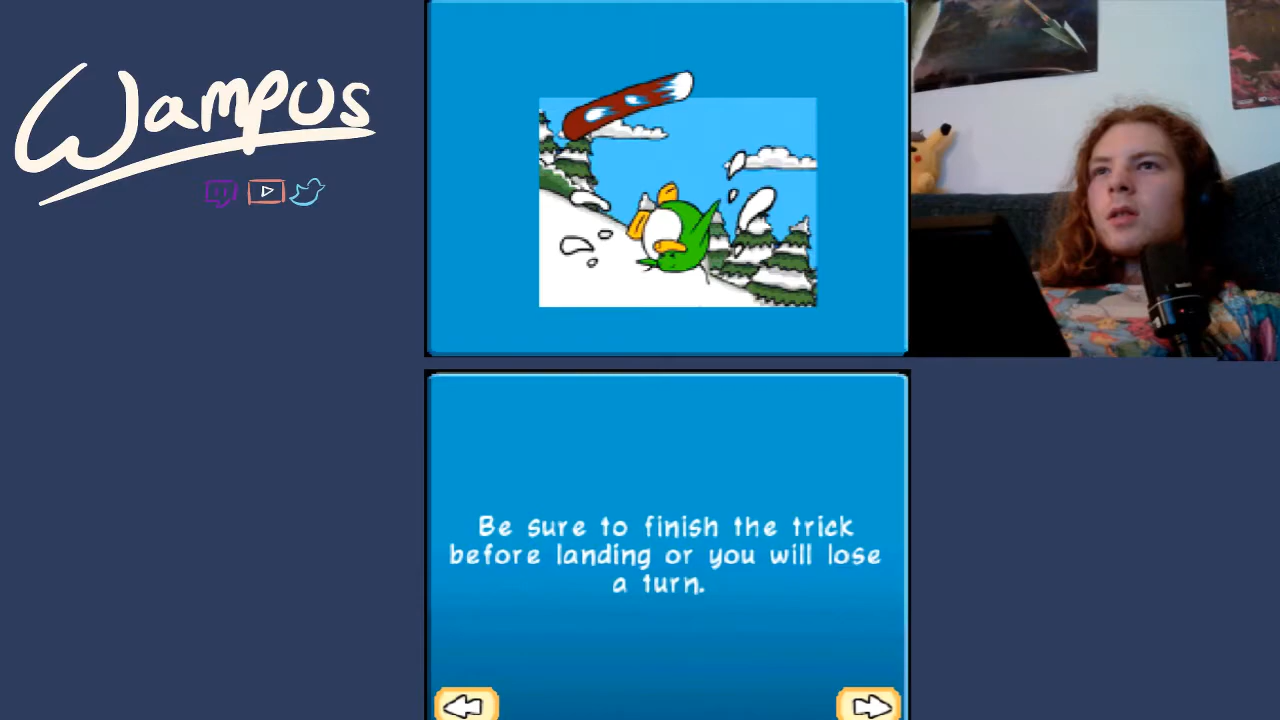 Wampus
Be sure to finish the trick
before landing or you will lose
a turn.